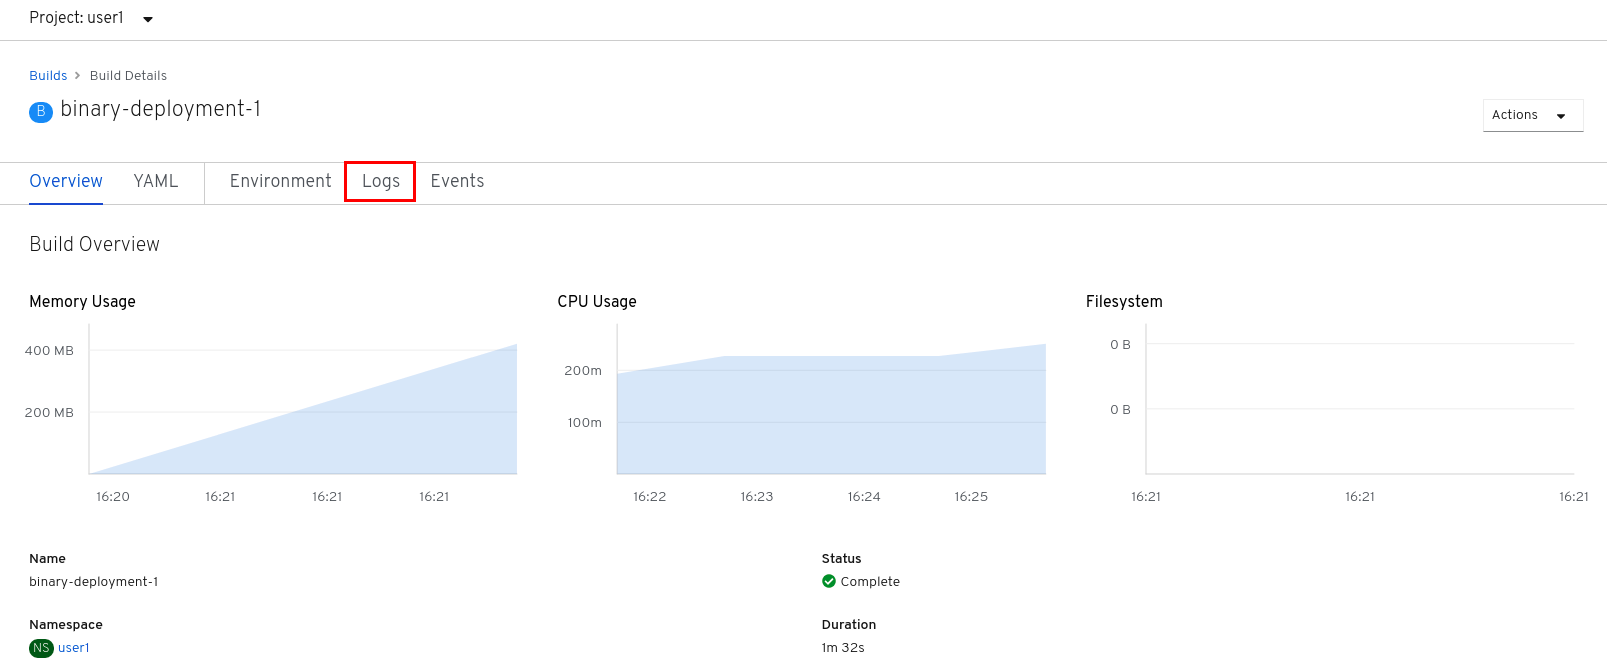 Project: user1
Builds > Build Details
B binary-deployment-1
Actions
Overview YAML Environment Logs Events
Build Overview
Memory Usage
400 MB
200 MB
16:20 16:21 16:21 16:21
CPU Usage
200m
100m
16:22 16:23 16:24 16:25
Filesystem
0 B
0 B
16:21 16:21 16:21
Name
binary-deployment-1
Status
Complete
Namespace
NS user1
Duration
1m 32s